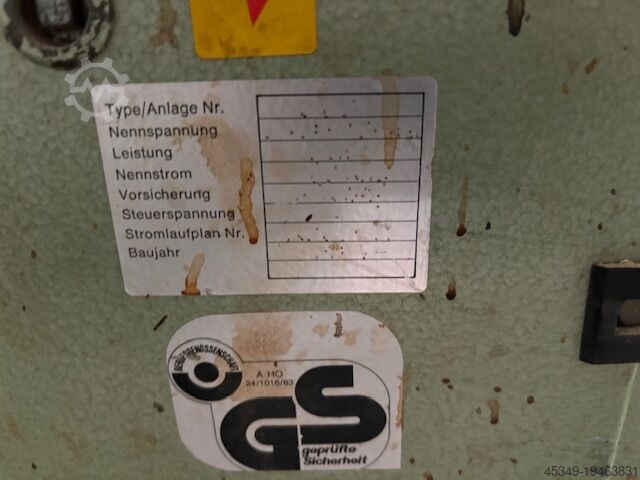 Type/Anlage Nr.
Nennspannung
Leistung
Nennstrom
Vorsicherung
Steuerspannung
Stromlaufplan Nr.
Baujahr
BERUFSGENOSSENSCHAFT
A HO
24/1016/83
GS
geprüfte
Sicherheit
45349-19463831